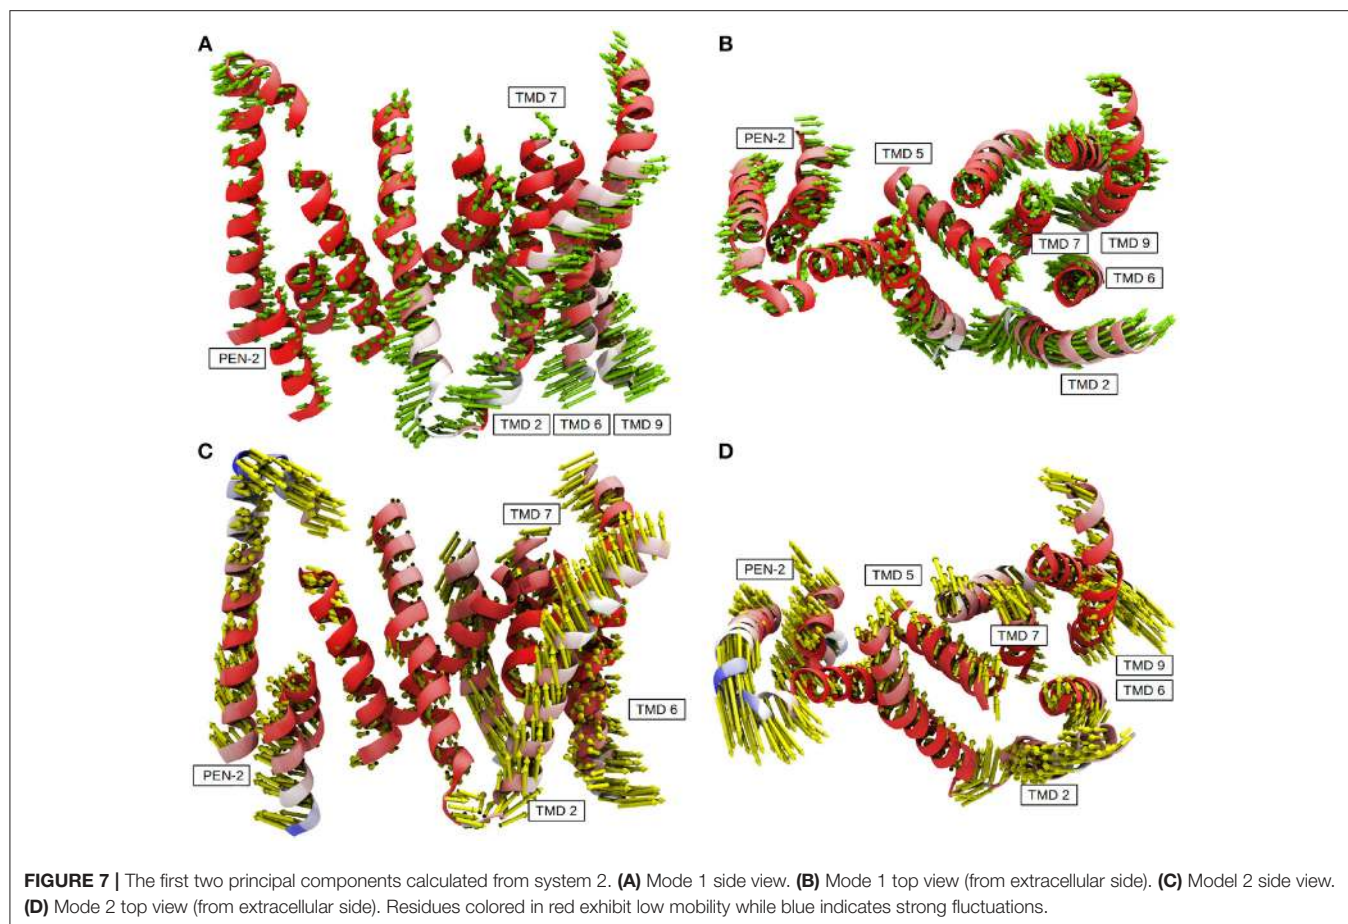 A
TMD 7
PEN-2
TMD 2 TMD 6 TMD 9
B
PEN-2
TMD 5
TMD 7 TMD 9
TMD 6
TMD 2
C
TMD 7
TMD 6
PEN-2
TMD 2
D
PEN-2
TMD 5
TMD 7
TMD 9
TMD 6
TMD 2
FIGURE 7 | The first two principal components calculated from system 2. (A) Mode 1 side view. (B) Mode 1 top view (from extracellular side). (C) Model 2 side view.
(D) Mode 2 top view (from extracellular side). Residues colored in red exhibit low mobility while blue indicates strong fluctuations.